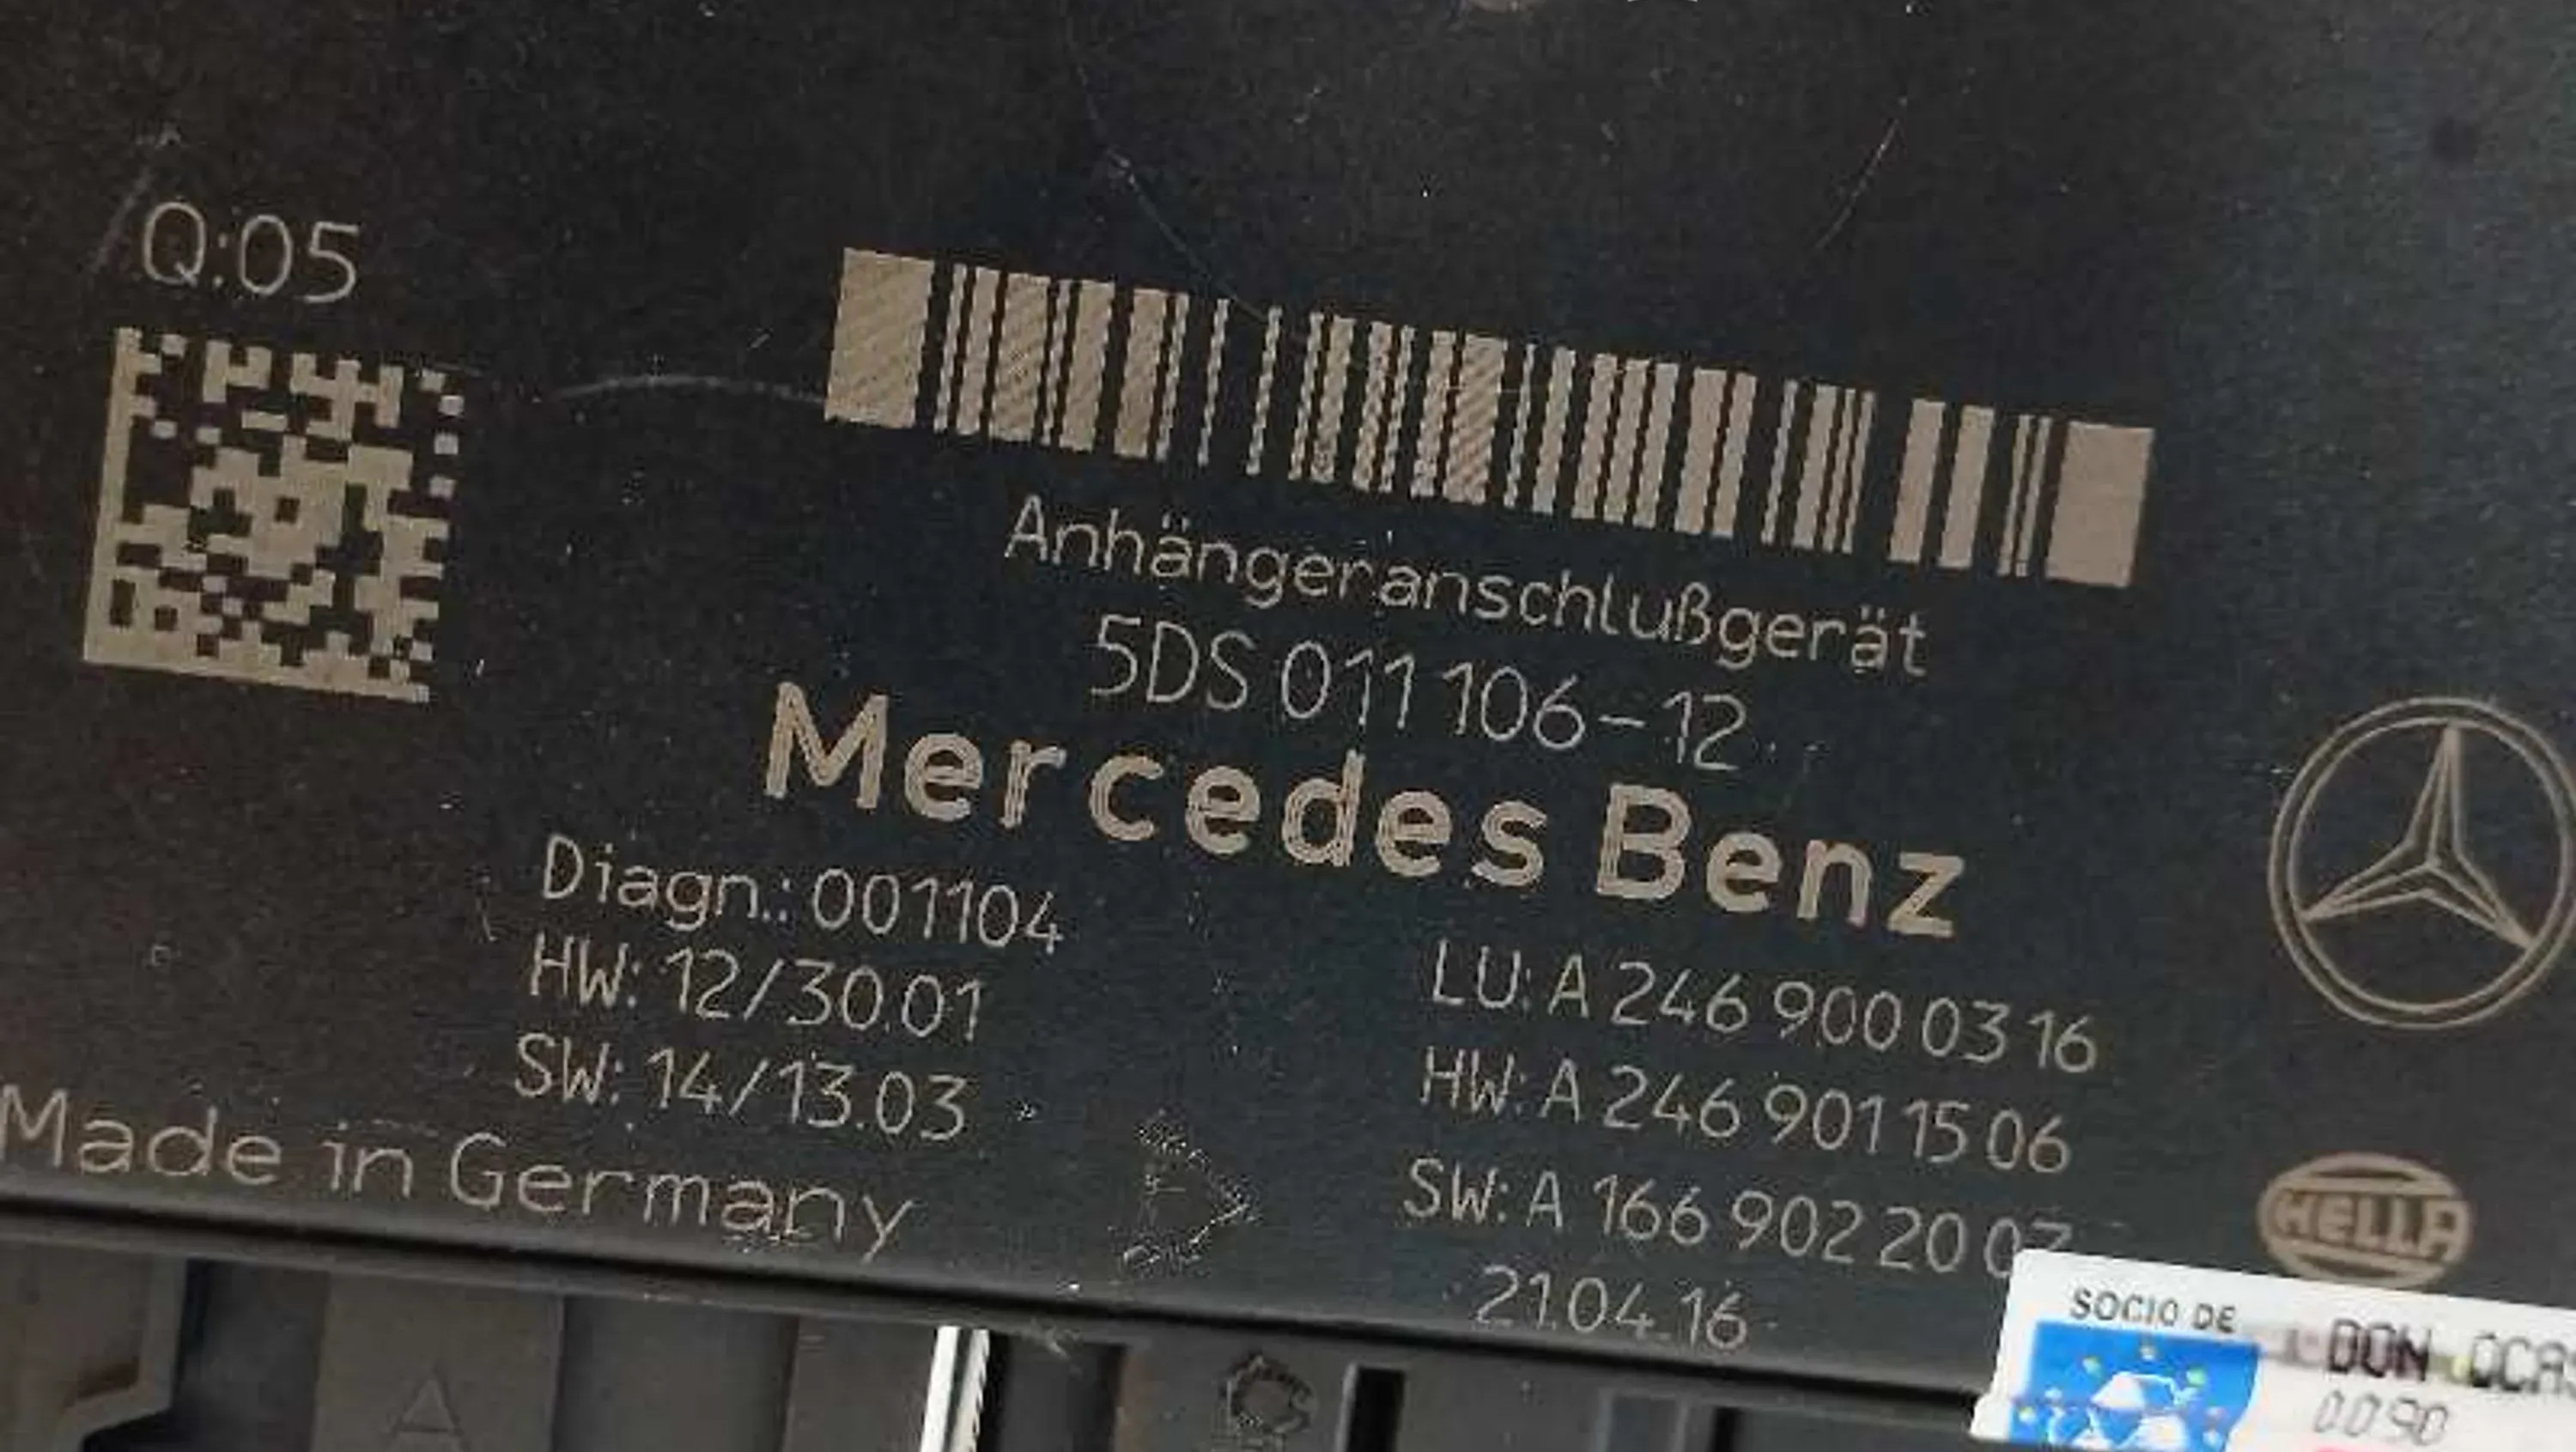 Q:05
Anhängeranschlußgerät
5DS 011 106-12
Mercedes Benz
Diagn.: 001104
HW: 12/30.01
SW: 14/13.03
Made in Germany
LU: A 246 900 03 16
HW: A 246 901 15 06
SW: A 166 902 20
21.04.16
HELLA
SOCIO DE
DON
0090
A